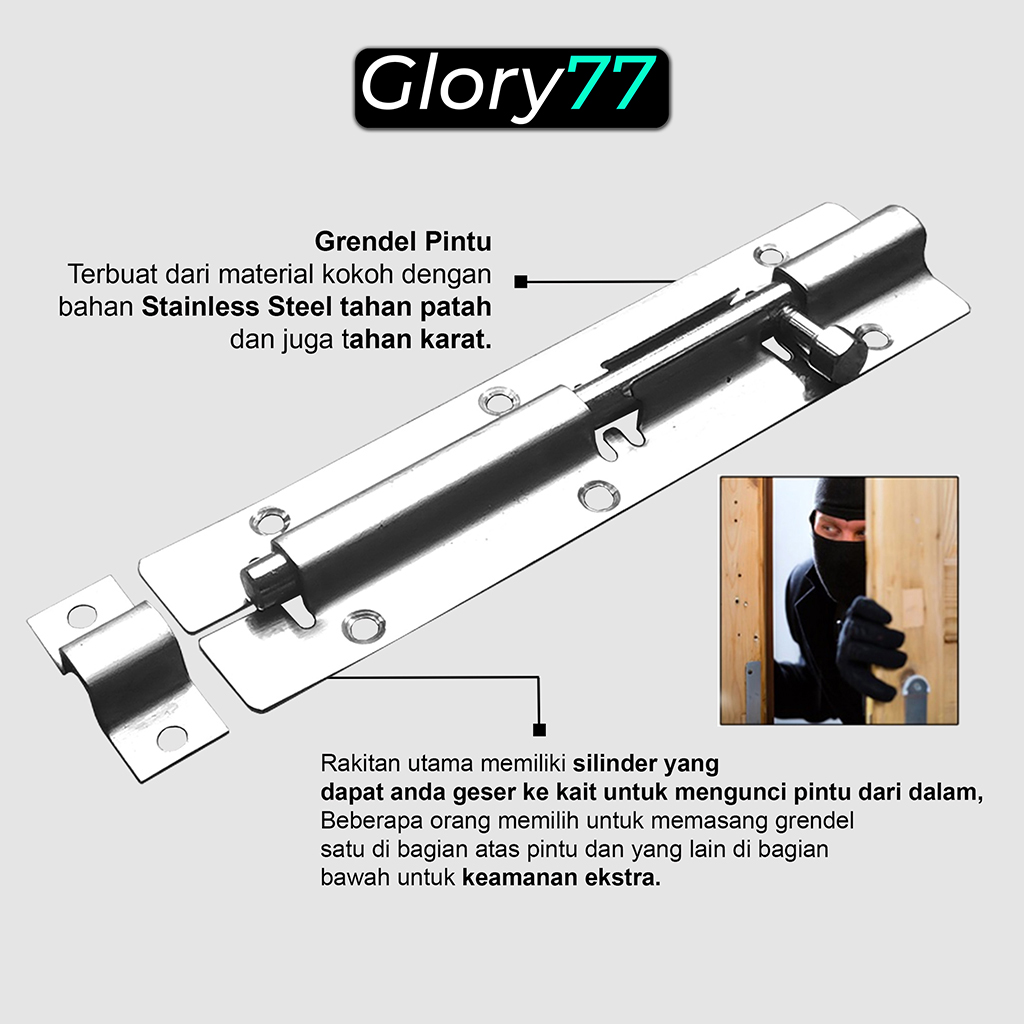 Glory77
Grendel Pintu
Terbuat dari material kokoh dengan
bahan Stainless Steel tahan patah
dan juga tahan karat.
Rakitan utama memiliki silinder yang
dapat anda geser ke kait untuk mengunci pintu dari dalam,
Beberapa orang memilih untuk memasang grendel
satu di bagian atas pintu dan yang lain di bagian
bawah untuk keamanan ekstra.